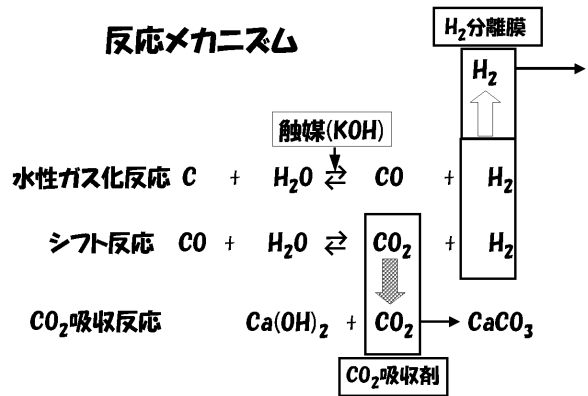 反応メカニズム
H₂分離膜
H₂
触媒(KOH)
水性ガス化反応 C + H₂O ⇄ CO + H₂
シフト反応 CO + H₂O ⇄ CO₂ + H₂
CO₂吸収反応 Ca(OH)₂ + CO₂ → CaCO₃
CO₂吸収剤